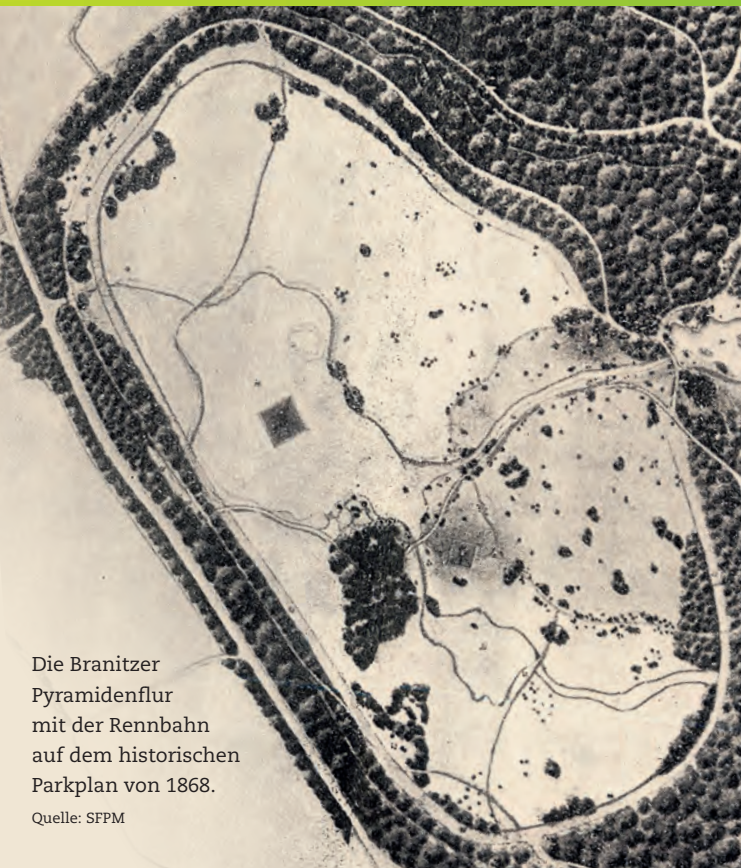 Die Branitzer
Pyramidenflur
mit der Rennbahn
auf dem historischen
Parkplan von 1868.
Quelle: SFPM